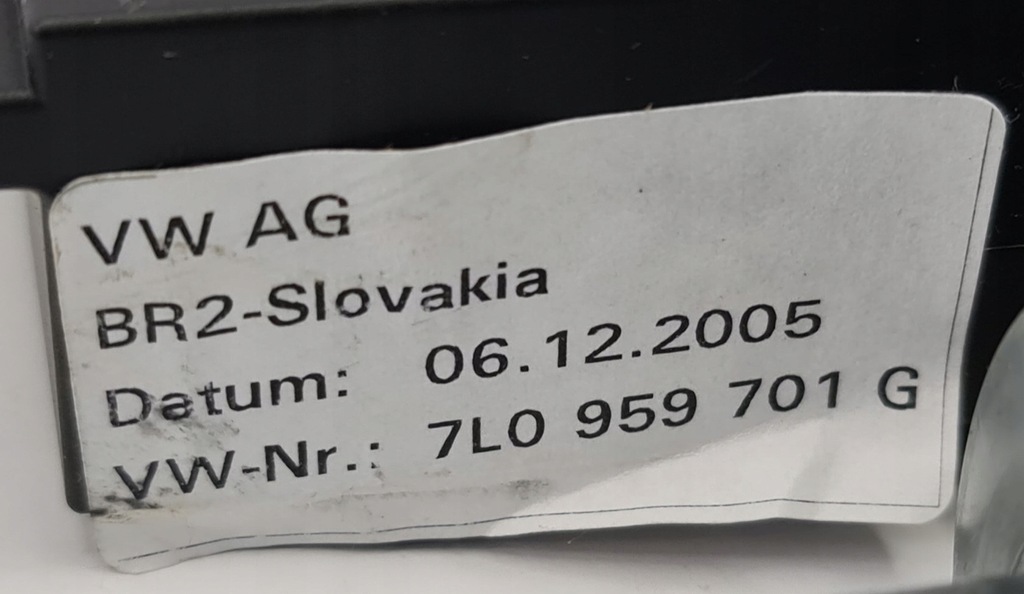 VW AG
BR2-Slovakia
Datum: 06.12.2005
VW-Nr.: 7L0 959 701 G